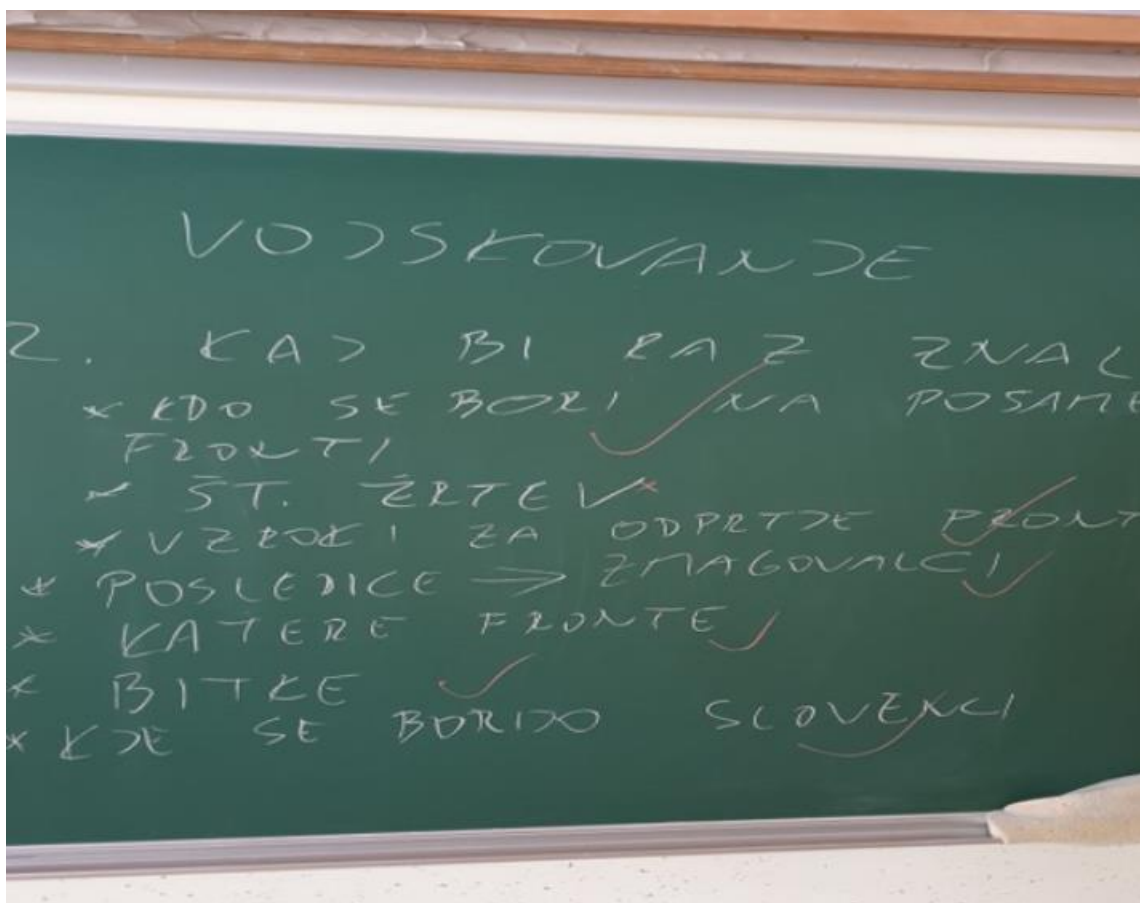 VOJSKOVANJE
2. KAJ BI RAZ ZNAL
* KDO SE BORI NA POSAME
FRONTI
* ŠT. ŽRTEV
* VZROKI ZA ODPRTJE FRONT
* POSLEDICE → ZMAGOVALCI
* KATERE FRONTE
* BITKE
* KJE SE BORIJO SLOVENCI